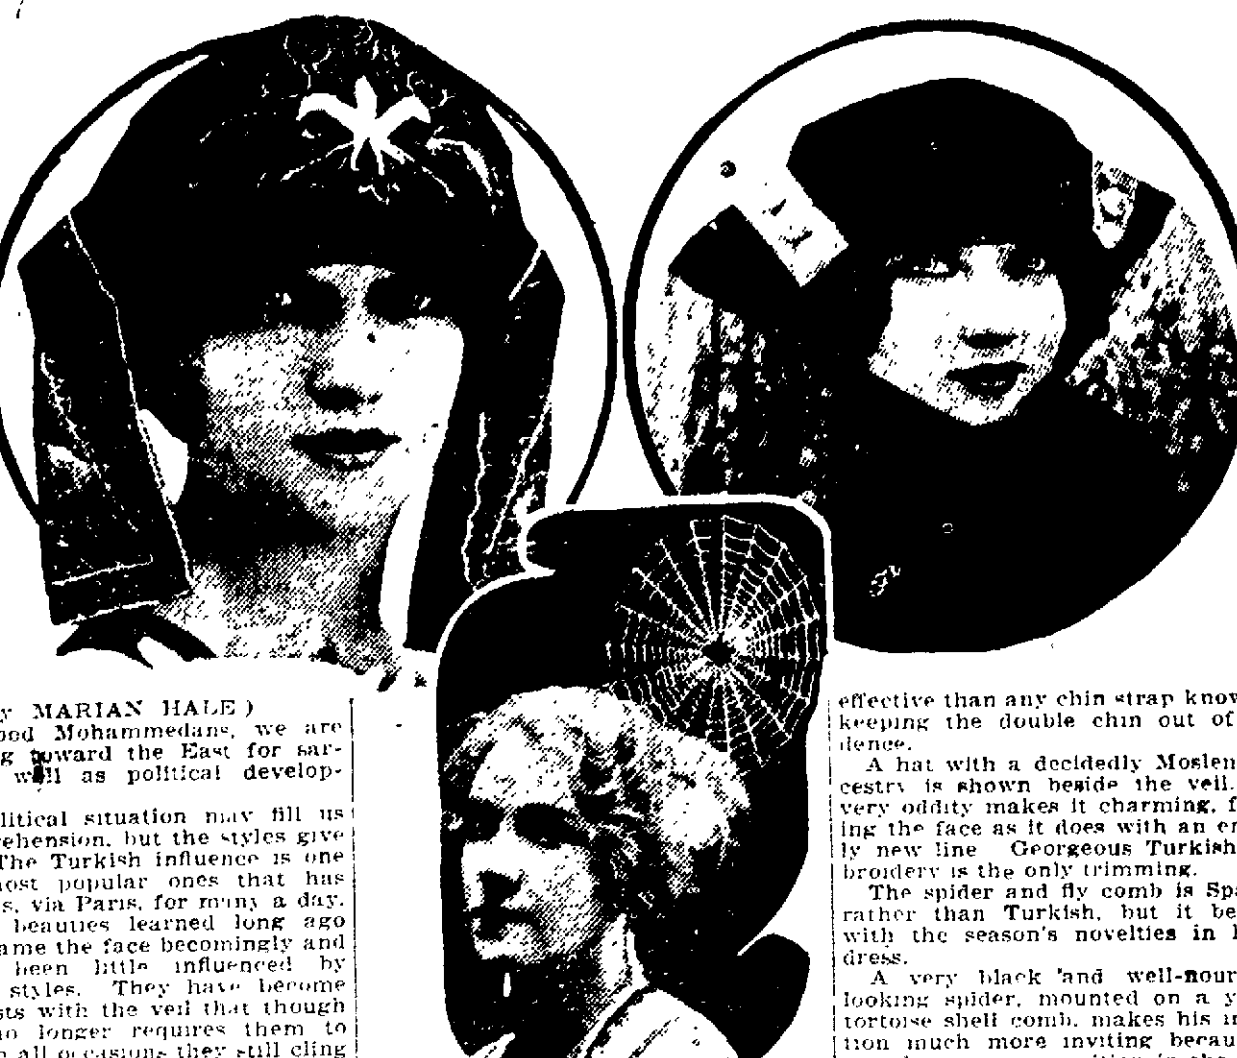 y MARIAN HALE)
ood Mohammedans, we are
g toward the East for sar-
well as political develop-
litical situation may fill us
rehension, but the styles give
The Turkish influence is one
nost popular ones that has
s, via Paris, for many a day.
beauties learned long ago
ame the face becomingly and
been little influenced by
styles. They have become
sts with the veil that though
no longer requires them to
n all occasions they still cling
effective than any chin strap know
keeping the double chin out of
dence.
A hat with a decidedly Moslen
cestry is shown beside the veil.
very oddity makes it charming, f
ing the face as it does with an en
ly new line Georgeous Turkish
broidery is the only trimming.
The spider and fly comb is Spa
rather than Turkish, but it be
with the season's novelties in
dress.
A very black and well-nour
looking spider, mounted on a y
tortoise shell comb, makes his in
tion much more inviting becau